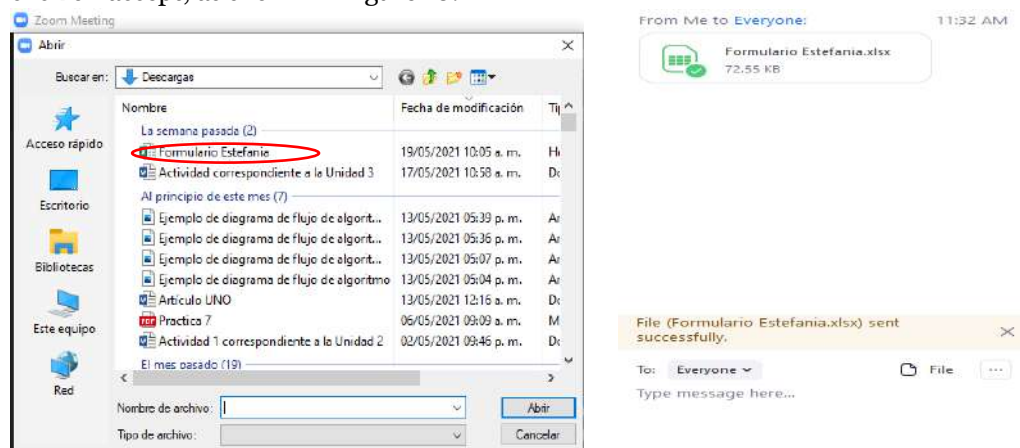 Zoom Meeting
Abrir
Buscar en:
Descargas
Nombre
Fecha de modificación
La semana pasada (2)
Formulario Estefania
19/05/2021 10:05 a. m.
Actividad correspondiente a la Unidad 3
17/05/2021 10:58 a. m.
Al principio de este mes (7)
Ejemplo de diagrama de flujo de algorit...
13/05/2021 05:39 p. m.
Ejemplo de diagrama de flujo de algorit...
13/05/2021 05:36 p. m.
Ejemplo de diagrama de flujo de algorit...
13/05/2021 05:07 p. m.
Ejemplo de diagrama de flujo de algoritmo
13/05/2021 05:04 p. m.
Artículo UNO
13/05/2021 12:16 a. m.
Practica 7
06/05/2021 09:09 a. m.
Actividad 1 correspondiente a la Unidad 2
02/05/2021 09:46 p. m.
El mes pasado (19)
Acceso rápido
Escritorio
Bibliotecas
Este equipo
Red
Nombre de archivo:
Abrir
Tipo de archivo:
Cancelar
From Me to Everyone:
11:32 AM
Formulario Estefania.xlsx
72.55 KB
File (Formulario Estefania.xlsx) sent
successfully.
To: Everyone
File
Type message here...